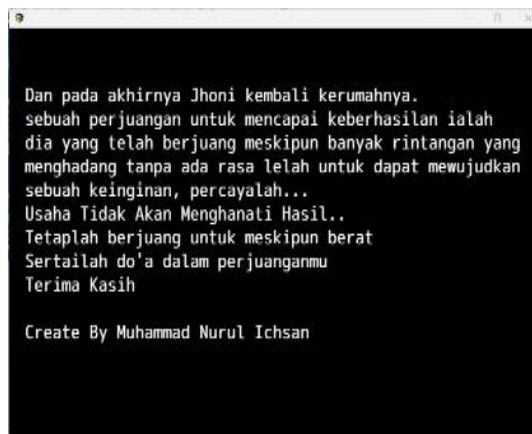 Dan pada akhirnya Jhoni kembali kerumahnya.
sebuah perjuangan untuk mencapai keberhasilan ialah
dia yang telah berjuang meskipun banyak rintangan yang
menghadang tanpa ada rasa lelah untuk dapat mewujudkan
sebuah keinginan, percayalah...
Usaha Tidak Akan Menghanati Hasil..
Tetaplah berjuang untuk meskipun berat
Sertailah do'a dalam perjuanganmu
Terima Kasih
Create By Muhammad Nurul Ichsan